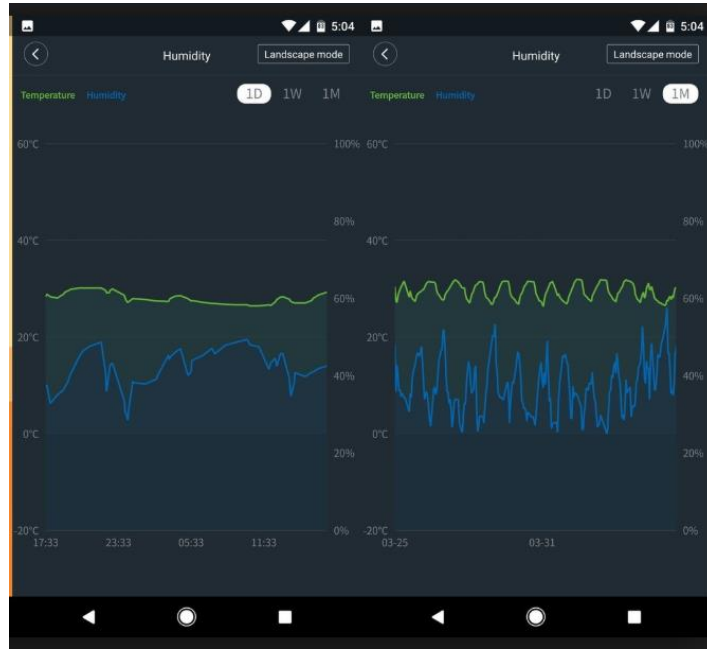 5:04
Humidity
Landscape mode
Temperature Humidity
1D 1W 1M
60°C 100%
80%
40°C
60%
20°C
40%
0°C
20%
-20°C 0%
17:33 23:33 05:33 11:33
5:04
Humidity
Landscape mode
Temperature Humidity
1D 1W 1M
60°C 100%
80%
40°C
60%
20°C
40%
0°C
20%
-20°C 0%
03-25 03-31